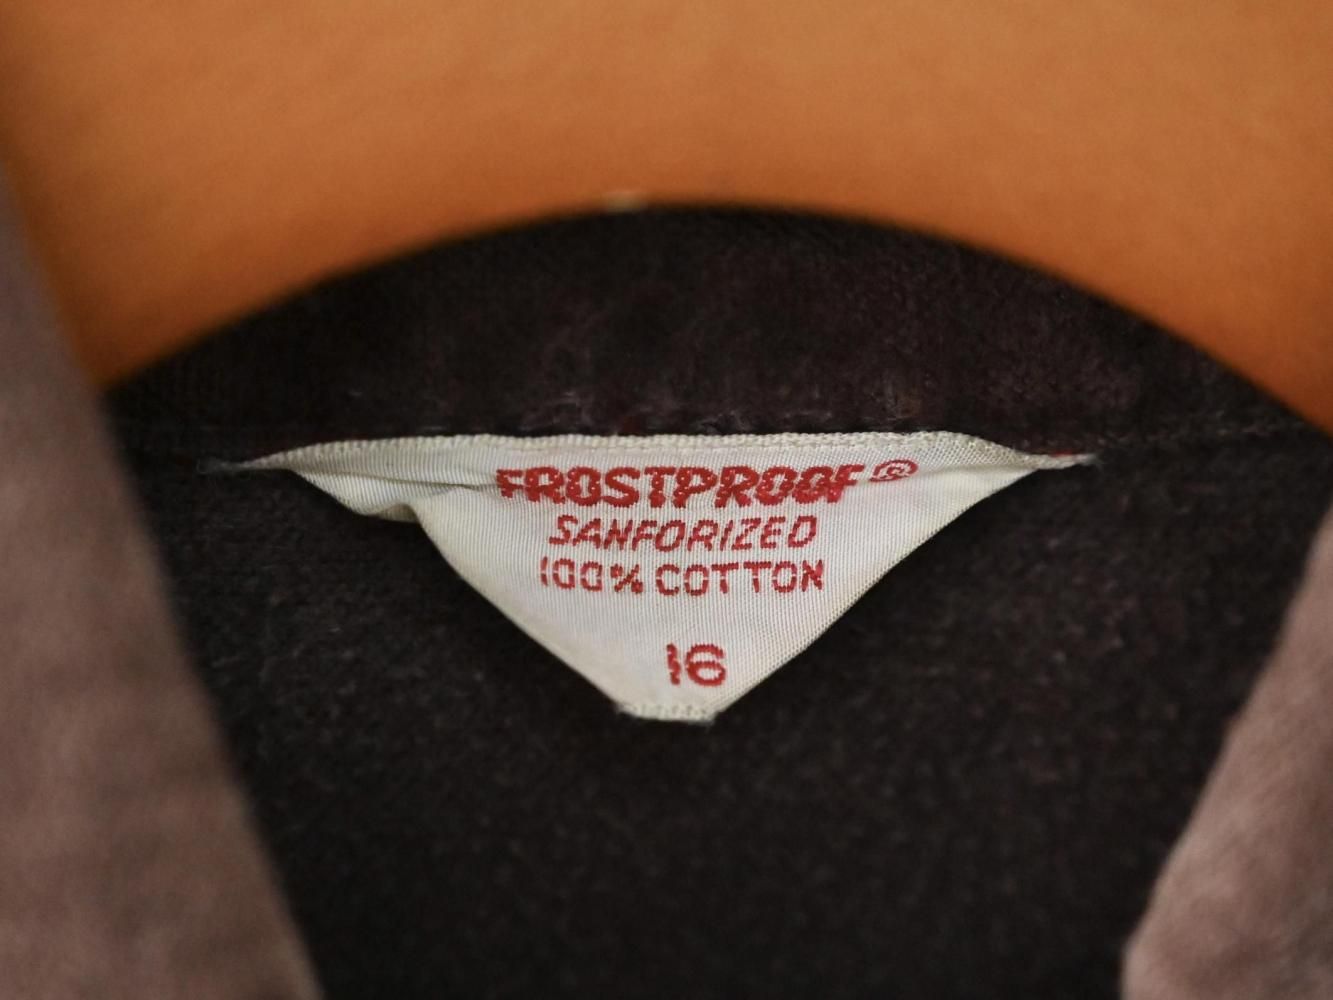 FROSTPROOF®
SANFORIZED
100% COTTON
16